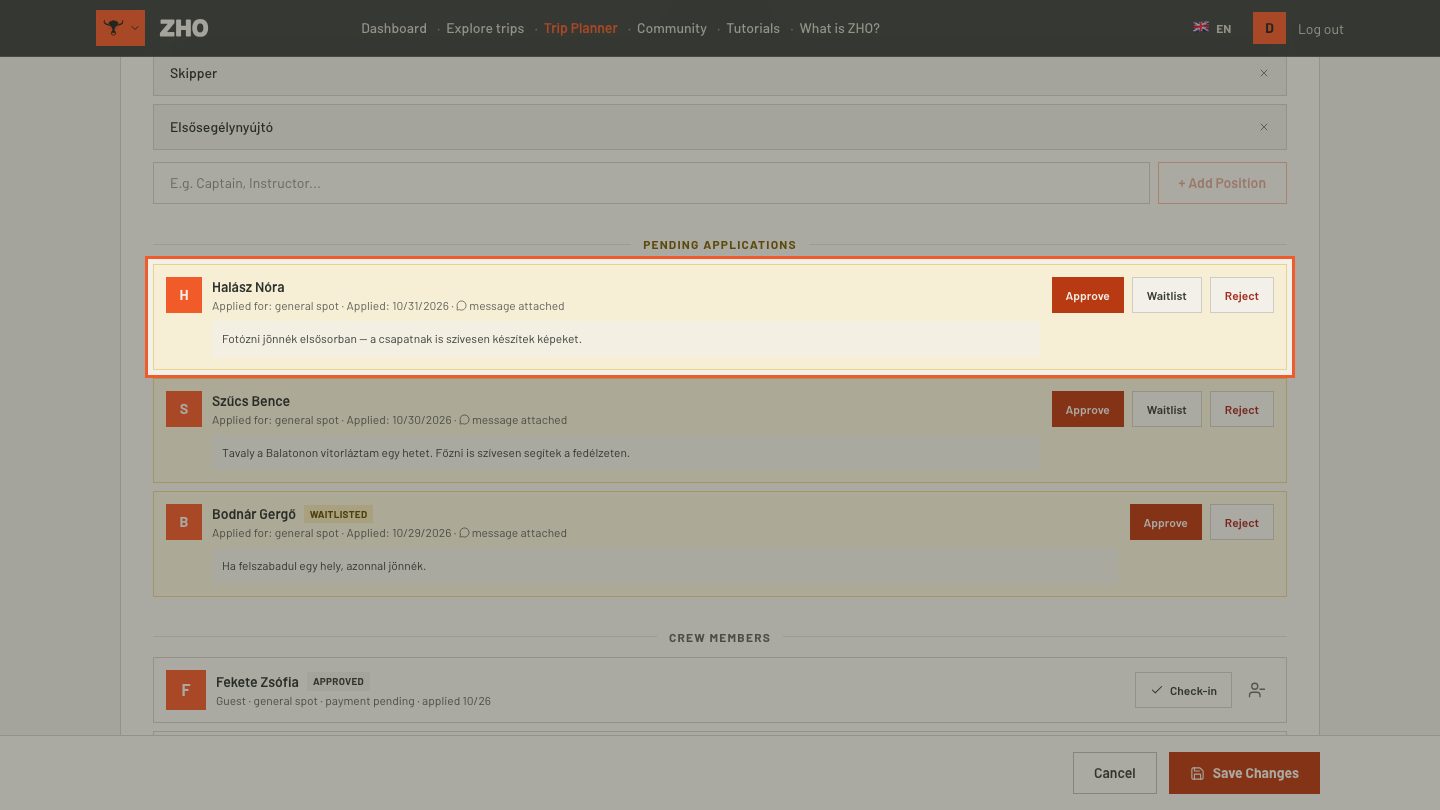 ZHO
Dashboard · Explore trips · Trip Planner · Community · Tutorials · What is ZHO?
EN
D
Log out
Skipper
Elsősegélynyújtó
E.g. Captain, Instructor...
+ Add Position
PENDING APPLICATIONS
H
Halász Nóra
Applied for: general spot · Applied: 10/31/2026 · message attached
Approve
Waitlist
Reject
Fotózni jönnék elsősorban — a csapatnak is szívesen készítek képeket.
S
Szűcs Bence
Applied for: general spot · Applied: 10/30/2026 · message attached
Approve
Waitlist
Reject
Tavaly a Balatonon vitorláztam egy hetet. Főzni is szívesen segítek a fedélzeten.
B
Bodnár Gergő WAITLISTED
Applied for: general spot · Applied: 10/29/2026 · message attached
Approve
Reject
Ha felszabadul egy hely, azonnal jönnék.
CREW MEMBERS
F
Fekete Zsófia APPROVED
Guest · general spot · payment pending · applied 10/26
Check-in
Cancel
Save Changes